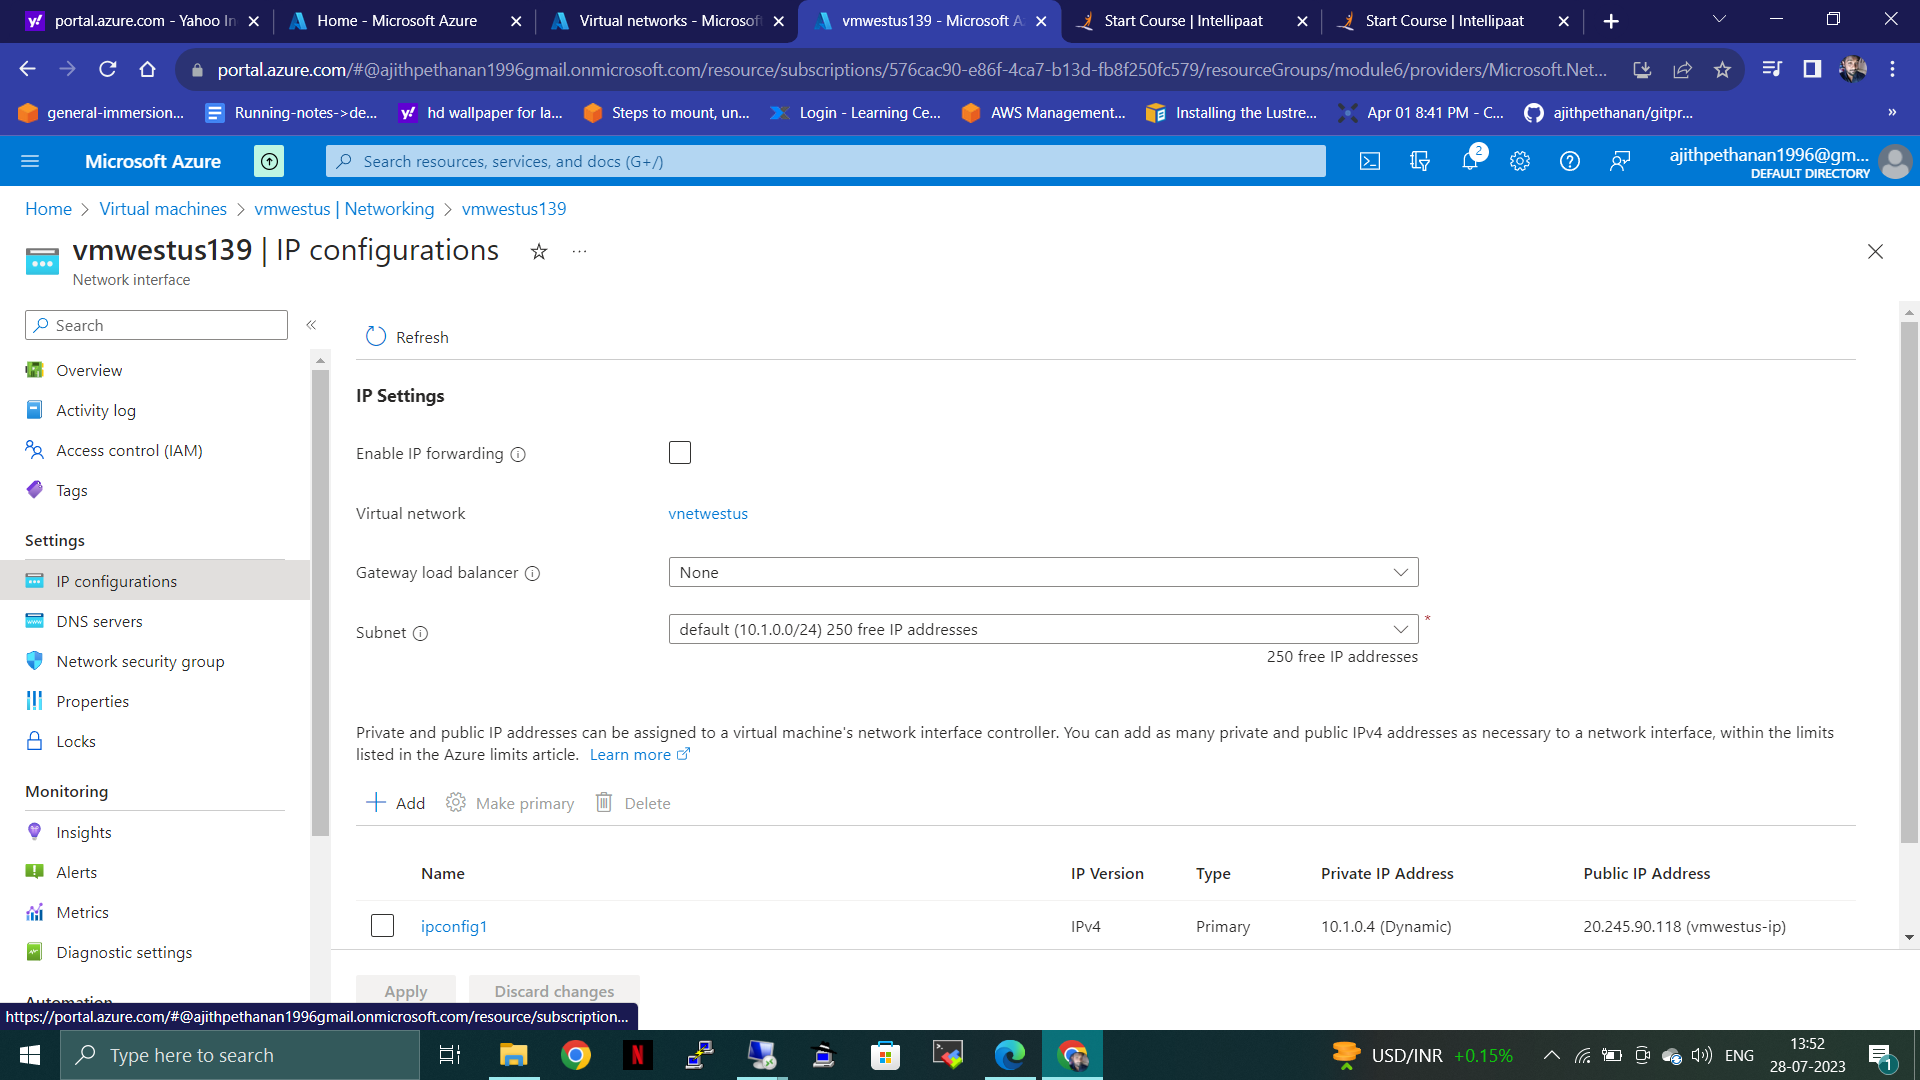 portal.azure.com - Yahoo In
Home - Microsoft Azure
Virtual networks - Microsoft
vmwestus139 - Microsoft A
Start Course | Intellipaat
Start Course | Intellipaat
portal.azure.com/#@ajithpethanan1996gmail.onmicrosoft.com/resource/subscriptions/576cac90-e86f-4ca7-b13d-fb8f250fc579/resourceGroups/module6/providers/Microsoft.Net...
general-immersion...
Running-notes->de...
hd wallpaper for la...
Steps to mount, un...
Login - Learning Ce...
AWS Management...
Installing the Lustre...
Apr 01 8:41 PM - C...
ajithpethanan/gitpr...
»
Microsoft Azure
Search resources, services, and docs (G+/)
2
ajithpethanan1996@gm...
DEFAULT DIRECTORY
Home > Virtual machines > vmwestus | Networking > vmwestus139
vmwestus139 | IP configurations
Network interface
Search
«
Overview
Activity log
Access control (IAM)
Tags
Settings
IP configurations
DNS servers
Network security group
Properties
Locks
Monitoring
Insights
Alerts
Metrics
Diagnostic settings
Automation
Refresh
IP Settings
Enable IP forwarding
Virtual network
vnetwestus
Gateway load balancer
None
Subnet
default (10.1.0.0/24) 250 free IP addresses
*
250 free IP addresses
Private and public IP addresses can be assigned to a virtual machine's network interface controller. You can add as many private and public IPv4 addresses as necessary to a network interface, within the limits
listed in the Azure limits article. Learn more
Add
Make primary
Delete
Name IP Version Type Private IP Address Public IP Address
ipconfig1 IPv4 Primary 10.1.0.4 (Dynamic) 20.245.90.118 (vmwestus-ip)
Apply
Discard changes
https://portal.azure.com/#@ajithpethanan1996gmail.onmicrosoft.com/resource/subscription...
Type here to search
USD/INR +0.15%
ENG
13:52
28-07-2023
1